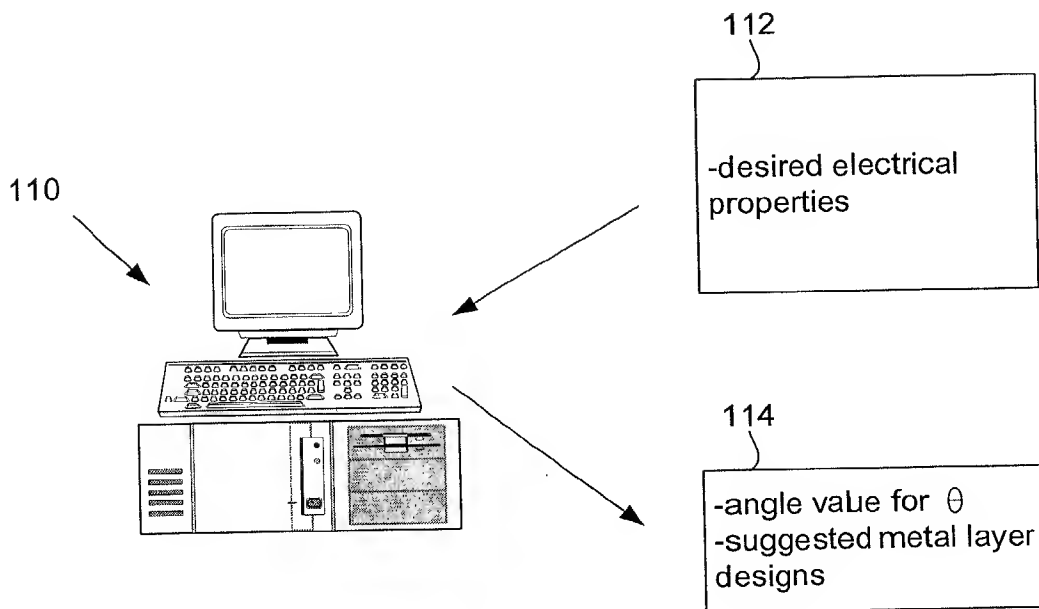 112
-desired electrical
properties
110
114
-angle value for θ
-suggested metal layer
designs